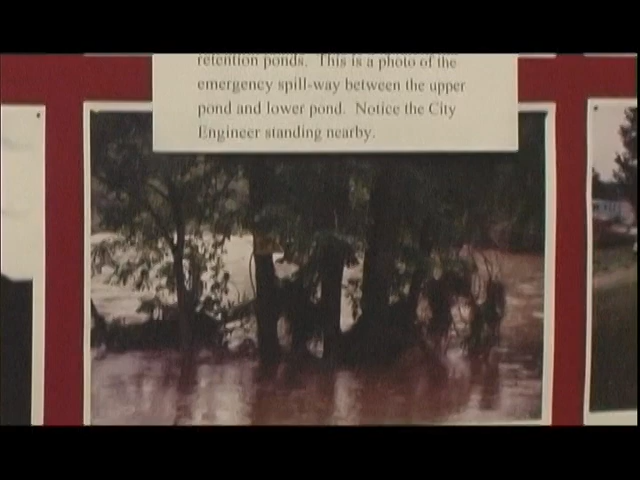 retention ponds. This is a photo of the
emergency spill-way between the upper
pond and lower pond. Notice the City
Engineer standing nearby.